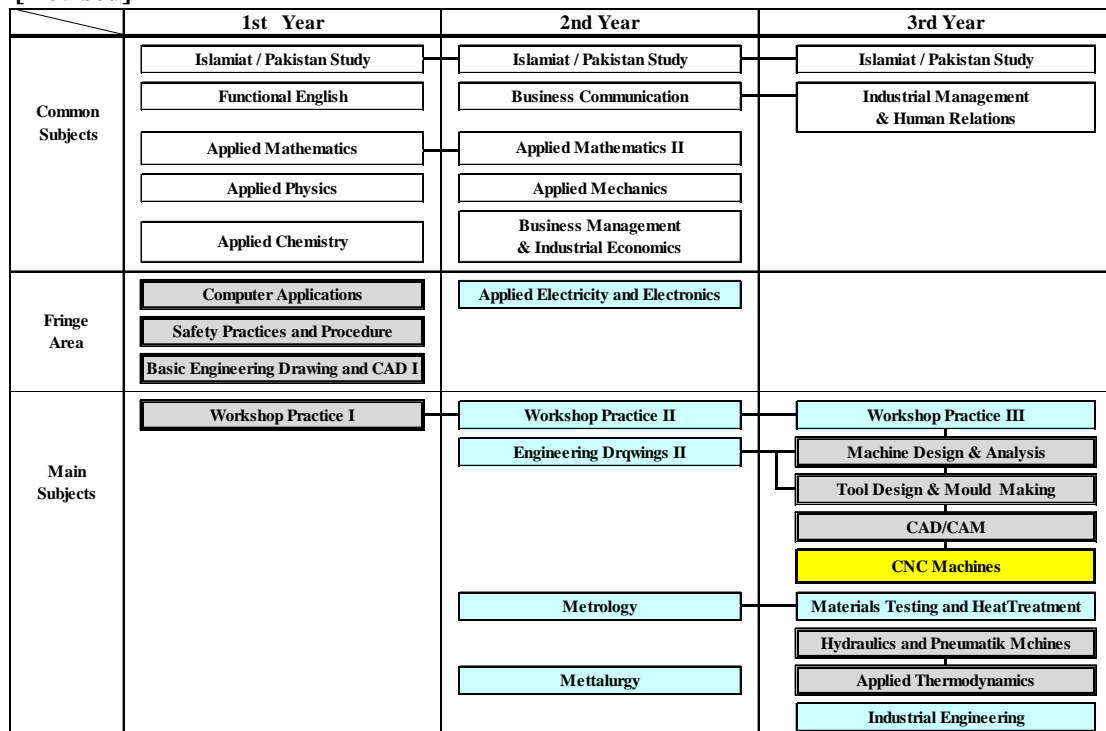 1st Year 2nd Year 3rd Year
Common
Subjects
Islamiat / Pakistan Study Islamiat / Pakistan Study Islamiat / Pakistan Study
Functional English Business Communication Industrial Management
& Human Relations
Applied Mathematics Applied Mathematics II
Applied Physics Applied Mechanics
Applied Chemistry Business Management
& Industrial Economics
Fringe
Area
Computer Applications Applied Electricity and Electronics
Safety Practices and Procedure
Basic Engineering Drawing and CAD I
Main
Subjects
Workshop Practice I Workshop Practice II Workshop Practice III
Engineering Drqwings II Machine Design & Analysis
Tool Design & Mould Making
CAD/CAM
CNC Machines
Metrology Materials Testing and HeatTreatment
Hydraulics and Pneumatik Mchines
Mettalurgy Applied Thermodynamics
Industrial Engineering